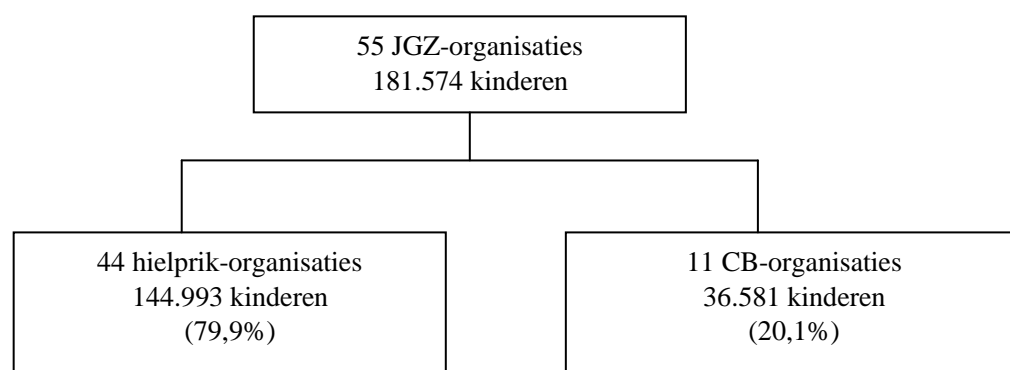 55 JGZ-organisaties
181.574 kinderen
44 hielprik-organisaties
144.993 kinderen
(79,9%)
11 CB-organisaties
36.581 kinderen
(20,1%)